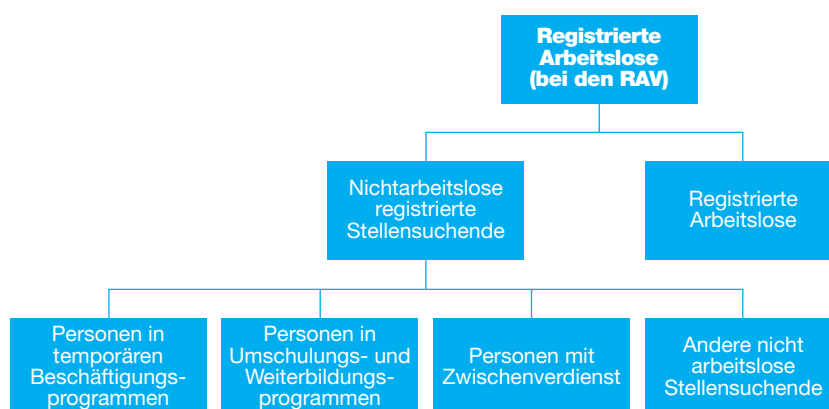 Registrierte
Arbeitslose
(bei den RAV)
Nichtarbeitslose
registrierte
Stellensuchende
Registrierte
Arbeitslose
Personen in
temporären
Beschäftigungs-
programmen
Personen in
Umschulungs- und
Weiterbildungs-
programmen
Personen mit
Zwischenverdienst
Andere nicht
arbeitslose
Stellensuchende